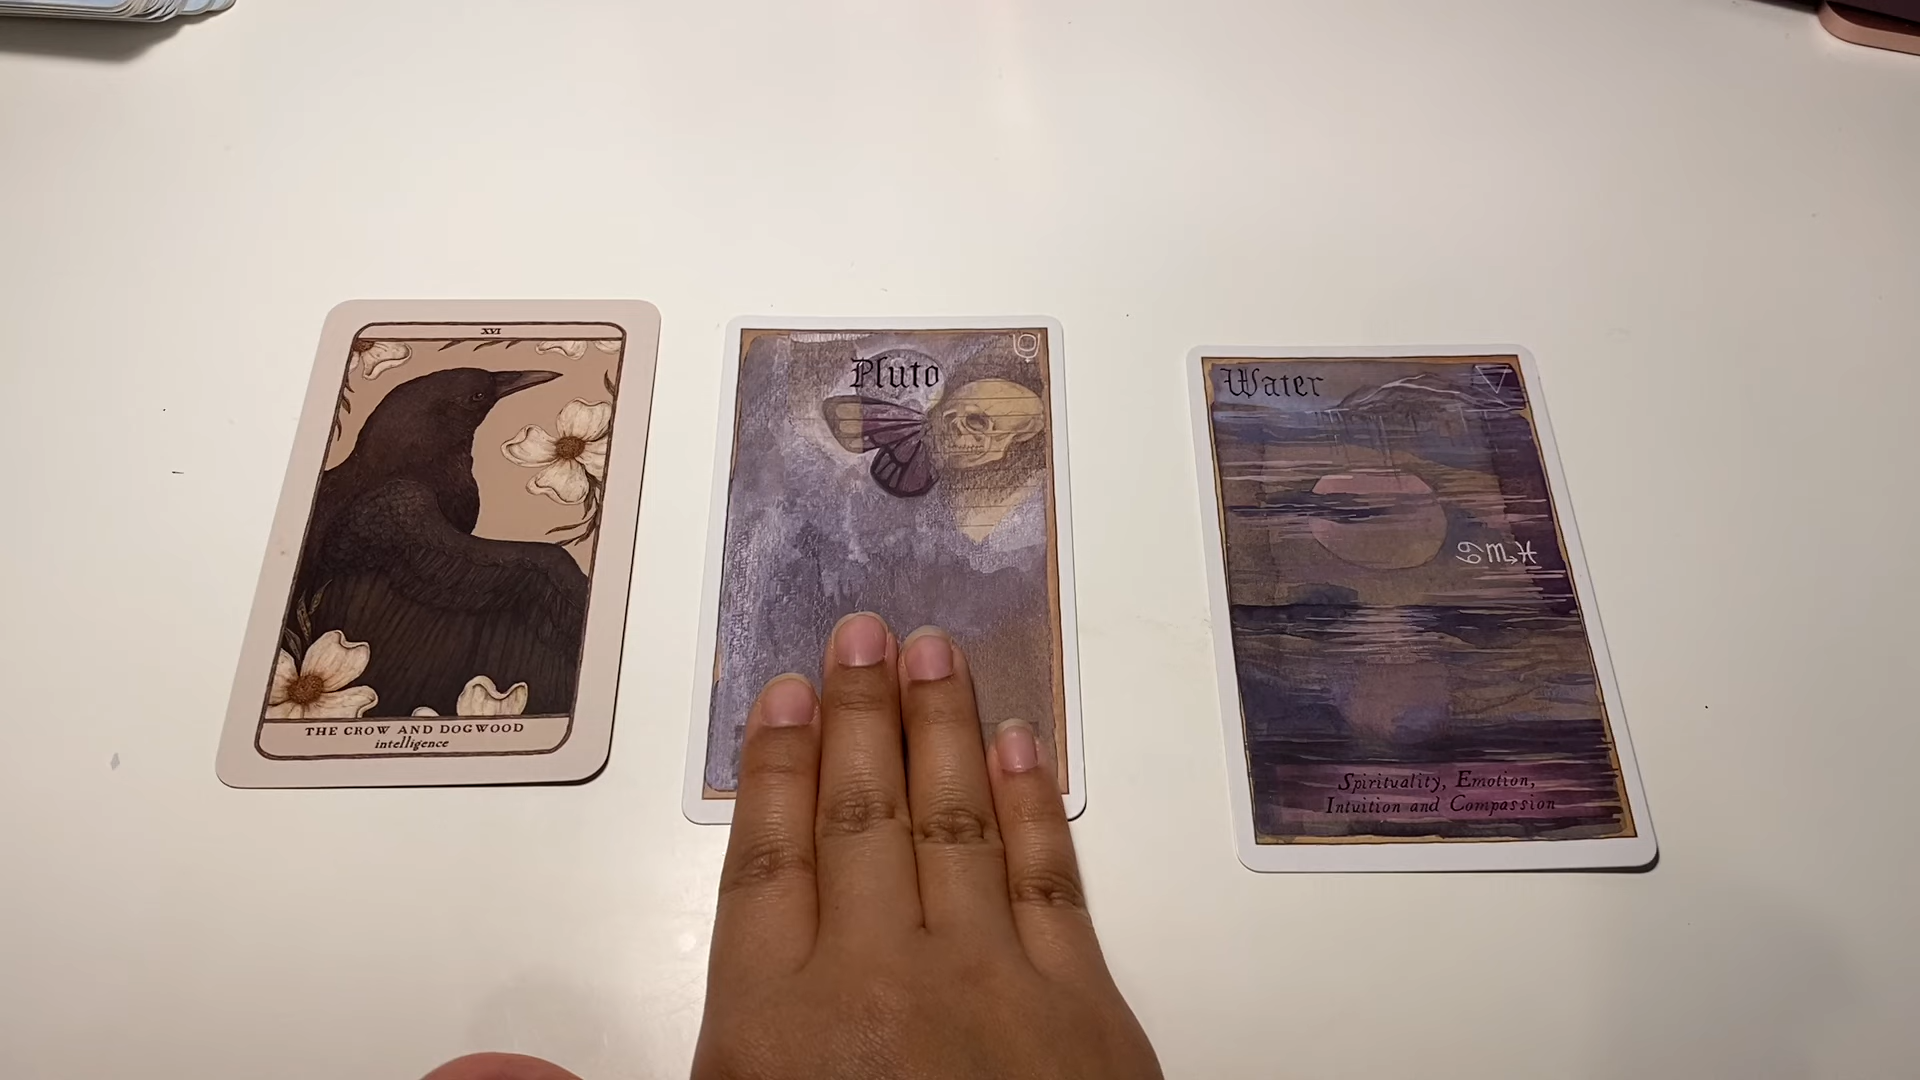 XVI
THE CROW AND DOGWOOD
intelligence
Pluto
Water
Spirituality, Emotion,
Intuition and Compassion